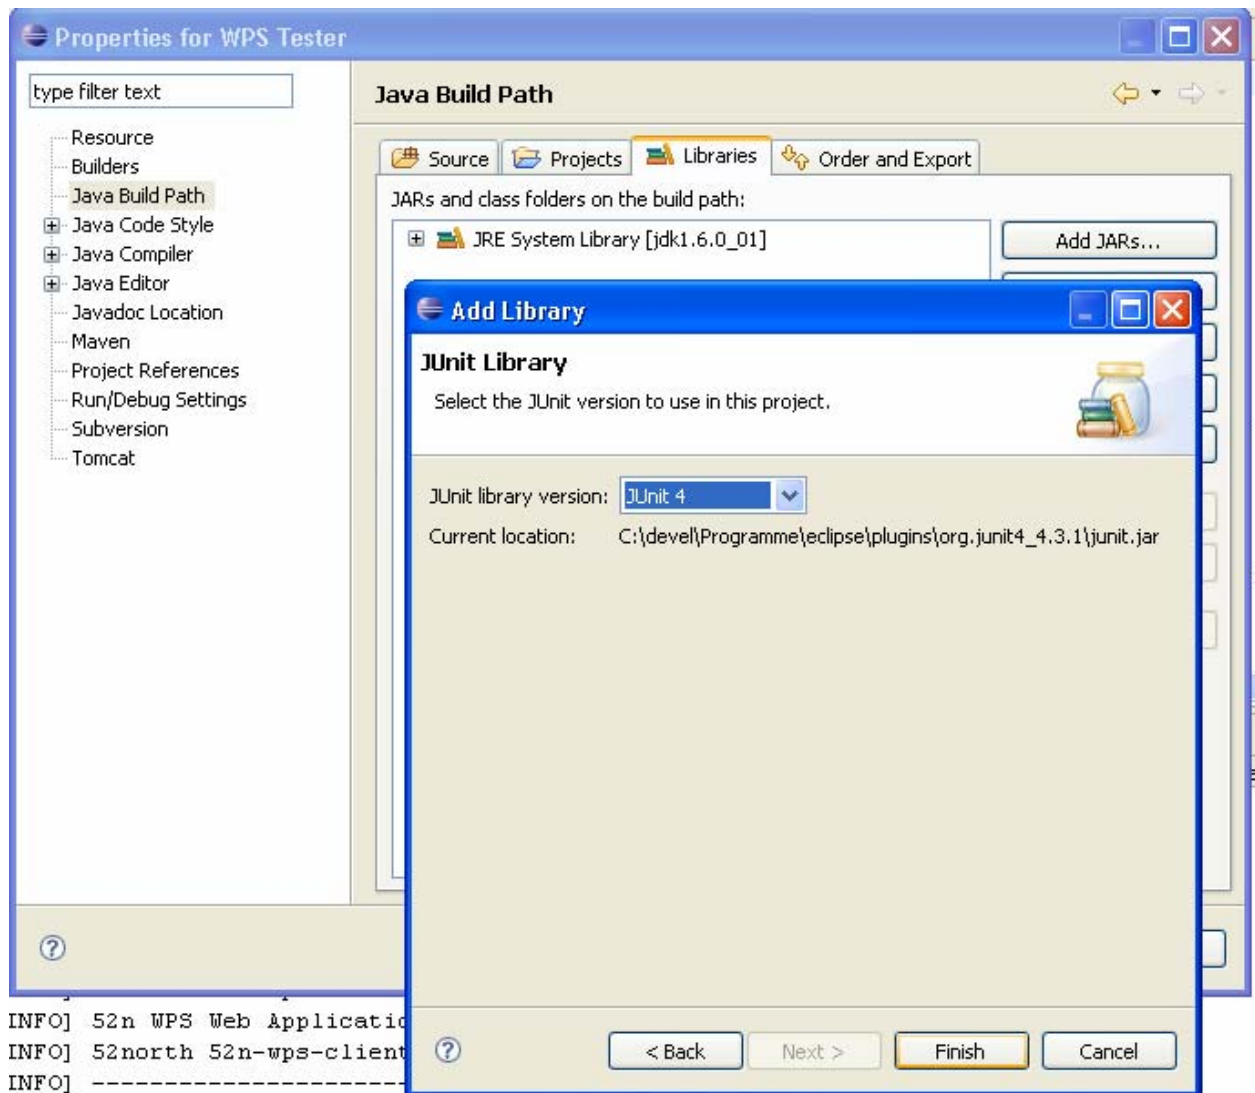 Properties for WPS Tester
type filter text
Resource
Builders
Java Build Path
Java Code Style
Java Compiler
Java Editor
Javadoc Location
Maven
Project References
Run/Debug Settings
Subversion
Tomcat
Java Build Path
Source
Projects
Libraries
Order and Export
JARs and class folders on the build path:
JRE System Library [jdk1.6.0_01]
Add JARs...
Add Library
JUnit Library
Select the JUnit version to use in this project.
JUnit library version: JUnit 4
Current location: C:\devel\Programme\eclipse\plugins\org.junit4_4.3.1\junit.jar
< Back
Next >
Finish
Cancel
INFO] 52n WPS Web Applicatio
INFO] 52north 52n-wps-client
INFO] ----------------------